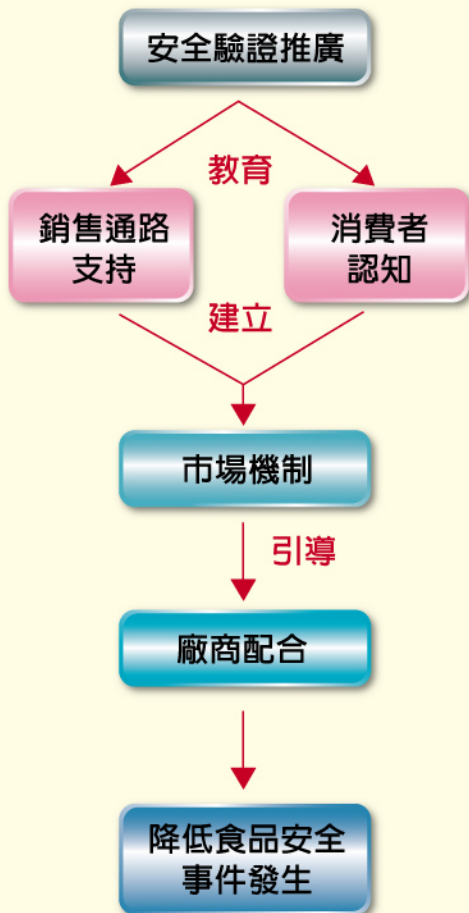 安全驗證推廣
教育
銷售通路
支持
消費者
認知
建立
市場機制
引導
廠商配合
降低食品安全
事件發生